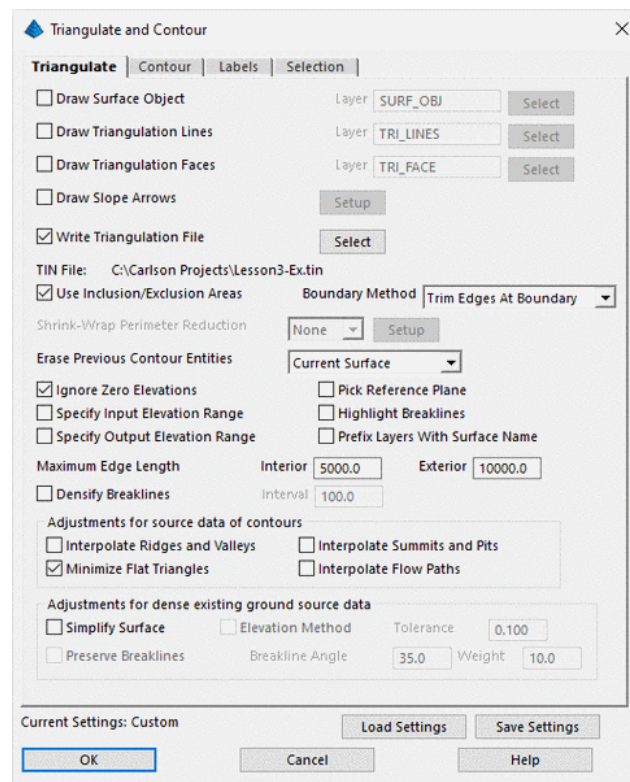 Triangulate and Contour
Triangulate Contour Labels Selection
Draw Surface Object Layer SURF_OBJ Select
Draw Triangulation Lines Layer TRI_LINES Select
Draw Triangulation Faces Layer TRI_FACE Select
Draw Slope Arrows Setup
Write Triangulation File Select
TIN File: C:\Carlson Projects\Lesson3-Ex.tin
Use Inclusion/Exclusion Areas Boundary Method Trim Edges At Boundary
Shrink-Wrap Perimeter Reduction None Setup
Erase Previous Contour Entities Current Surface
Ignore Zero Elevations Pick Reference Plane
Specify Input Elevation Range Highlight Breaklines
Specify Output Elevation Range Prefix Layers With Surface Name
Maximum Edge Length Interior 5000.0 Exterior 10000.0
Densify Breaklines Interval 100.0
Adjustments for source data of contours
Interpolate Ridges and Valleys Interpolate Summits and Pits
Minimize Flat Triangles Interpolate Flow Paths
Adjustments for dense existing ground source data
Simplify Surface Elevation Method Tolerance 0.100
Preserve Breaklines Breakline Angle 35.0 Weight 10.0
Current Settings: Custom Load Settings Save Settings
OK Cancel Help